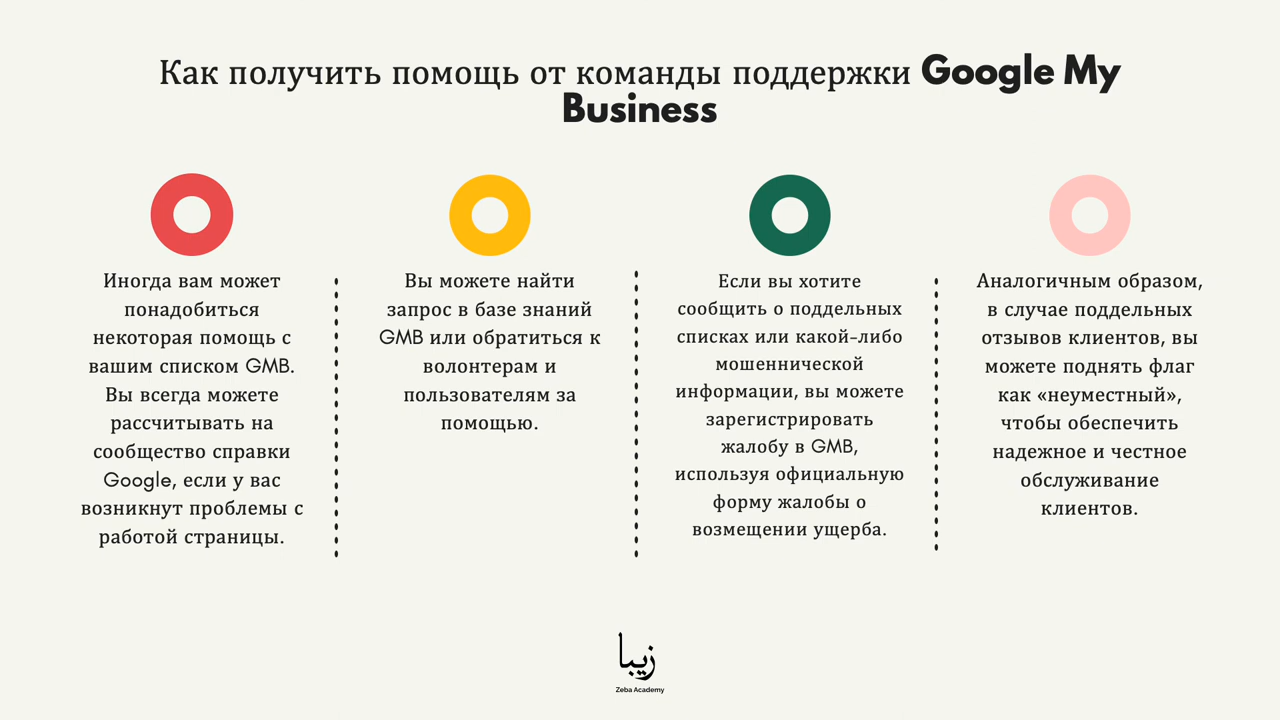 Как получить помощь от команды поддержки Google My
Business
Иногда вам может
понадобиться
некоторая помощь с
вашим списком GMB.
Вы всегда можете
рассчитывать на
сообщество справки
Google, если у вас
возникнут проблемы с
работой страницы.
Вы можете найти
запрос в базе знаний
GMB или обратиться к
волонтерам и
пользователям за
помощью.
Если вы хотите
сообщить о поддельных
списках или какой-либо
мошеннической
информации, вы можете
зарегистрировать
жалобу в GMB,
используя официальную
форму жалобы о
возмещении ущерба.
Аналогичным образом,
в случае поддельных
отзывов клиентов, вы
можете поднять флаг
как «неуместный»,
чтобы обеспечить
надежное и честное
обслуживание
клиентов.
زیبا
Zeba Academy